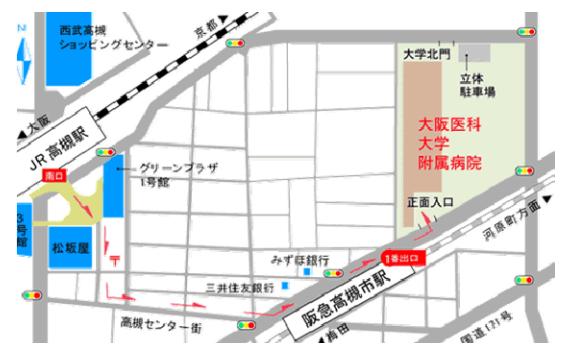 N
西武高槻
ショッピングセンター
京都▶
大学北門
立体
駐車場
◀大阪
JR高槻駅
大阪医科
大学
附属病院
南口
グリーンプラザ
1号館
正面入口
河原町方面▶
3号館
松坂屋
〒
みずほ銀行
1番出口
三井住友銀行
阪急高槻市駅
高槻センター街
◀梅田
国道171号